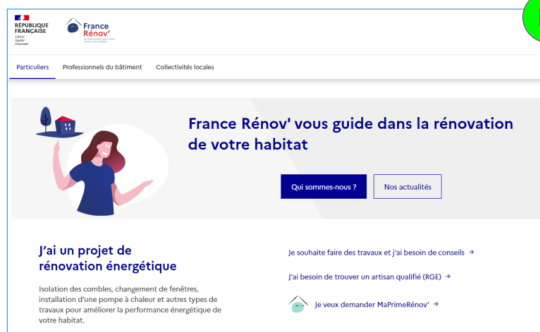 RÉPUBLIQUE
FRANÇAISE
France
Rénov'
Particuliers
Professionnels du bâtiment
Collectivités locales
France Rénov' vous guide dans la rénovation
de votre habitat
Qui sommes-nous ?
Nos actualités
J'ai un projet de
rénovation énergétique
Isolation des combles, changement de fenêtres,
installation d'une pompe à chaleur et autres types de
travaux pour améliorer la performance énergétique de
votre habitat.
Je souhaite faire des travaux et j'ai besoin de conseils →
J'ai besoin de trouver un artisan qualifié (RGE) →
Je veux demander MaPrimeRénov' →